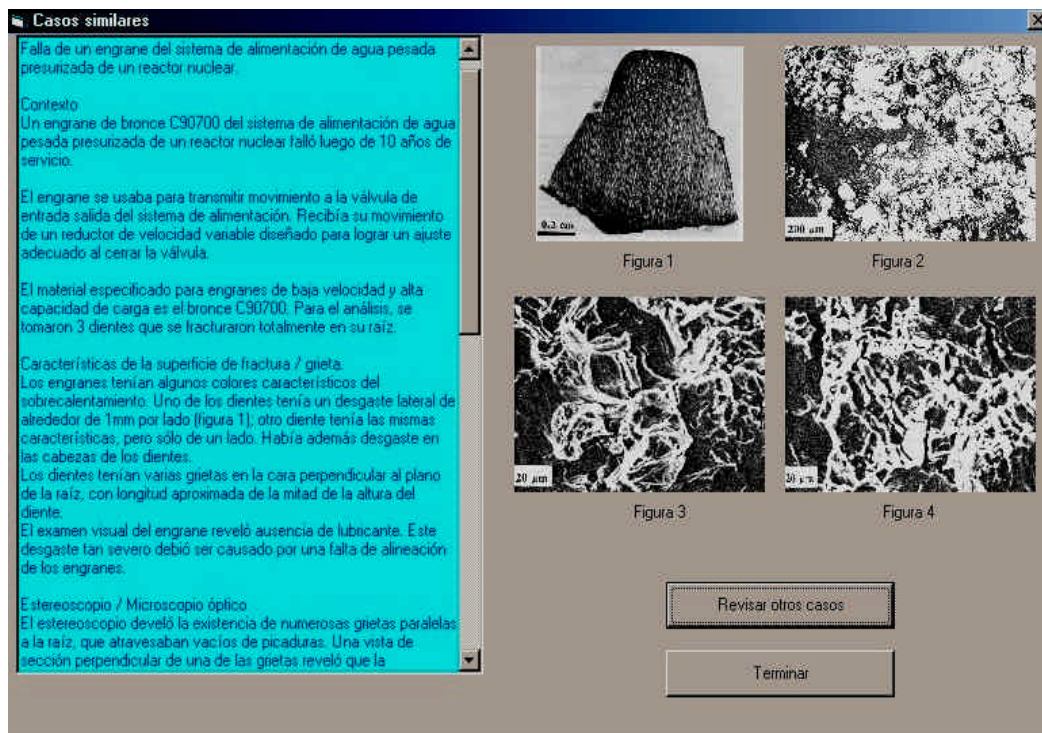 Casos similares
Falla de un engrane del sistema de alimentación de agua pesada
presurizada de un reactor nuclear.
Contexto
Un engrane de bronce C90700 del sistema de alimentación de agua
pesada presurizada de un reactor nuclear falló luego de 10 años de
servicio.
El engrane se usaba para transmitir movimiento a la válvula de
entrada salida del sistema de alimentación. Recibía su movimiento
de un reductor de velocidad variable diseñado para lograr un ajuste
adecuado al cerrar la válvula.
El material especificado para engranes de baja velocidad y alta
capacidad de carga es el bronce C90700. Para el análisis, se
tomaron 3 dientes que se fracturaron totalmente en su raíz.
Características de la superficie de fractura / grieta.
Los engranes tenían algunos colores característicos del
sobrecalentamiento. Uno de los dientes tenía un desgaste lateral de
alrededor de 1mm por lado (figura 1); otro diente tenía las mismas
características, pero sólo de un lado. Había además desgaste en
las cabezas de los dientes.
Los dientes tenían varias grietas en la cara perpendicular al plano
de la raíz, con longitud aproximada de la mitad de la altura del
diente.
El examen visual del engrane reveló ausencia de lubricante. Este
desgaste tan severo debió ser causado por una falta de alineación
de los engranes.
Estereoscopio / Microscopio óptico
El estereoscopio develó la existencia de numerosas grietas paralelas
a la raíz, que atravesaban vacíos de picaduras. Una vista de
sección perpendicular de una de las grietas reveló que la
0.2 cm
Figura 1
200 µm
Figura 2
20 µm
Figura 3
20 µm
Figura 4
Revisar otros casos
Terminar